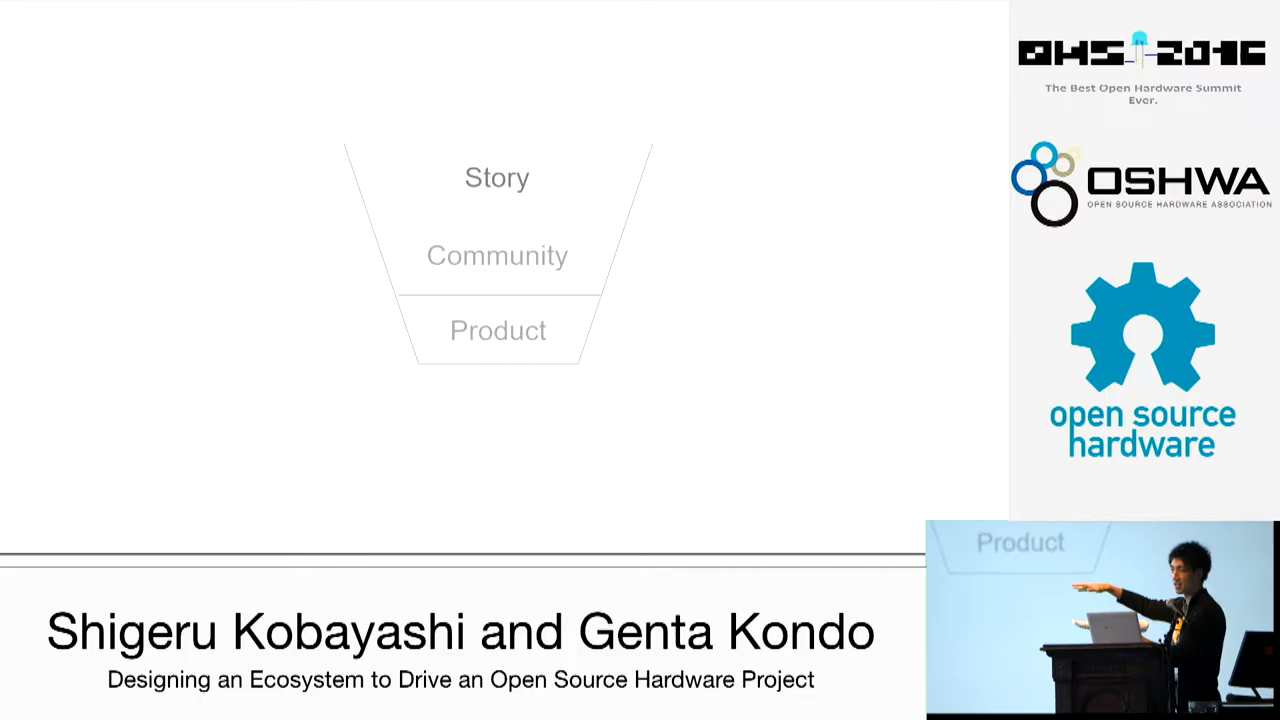 Story
Community
Product
OHS 2016
The Best Open Hardware Summit
Ever.
OSHWA
OPEN SOURCE HARDWARE ASSOCIATION
open source
hardware
Product
Shigeru Kobayashi and Genta Kondo
Designing an Ecosystem to Drive an Open Source Hardware Project